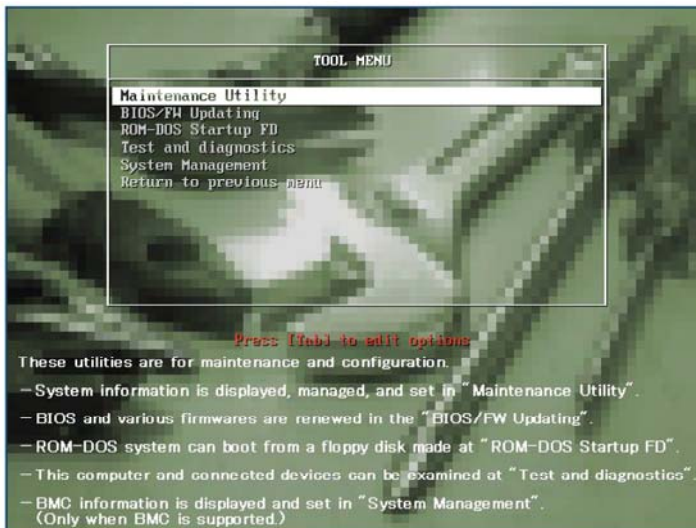 TOOL MENU
Maintenance Utility
BIOS/FW Updating
ROM-DOS Startup FD
Test and diagnostics
System Management
Return to previous menu
Press [Tab] to edit options
These utilities are for maintenance and configuration.
-System information is displayed, managed, and set in "Maintenance Utility".
-BIOS and various firmwares are renewed in the "BIOS/FW Updating".
-ROM-DOS system can boot from a floppy disk made at "ROM-DOS Startup FD".
-This computer and connected devices can be examined at "Test and diagnostics".
-BMC information is displayed and set in "System Management".
(Only when BMC is supported.)